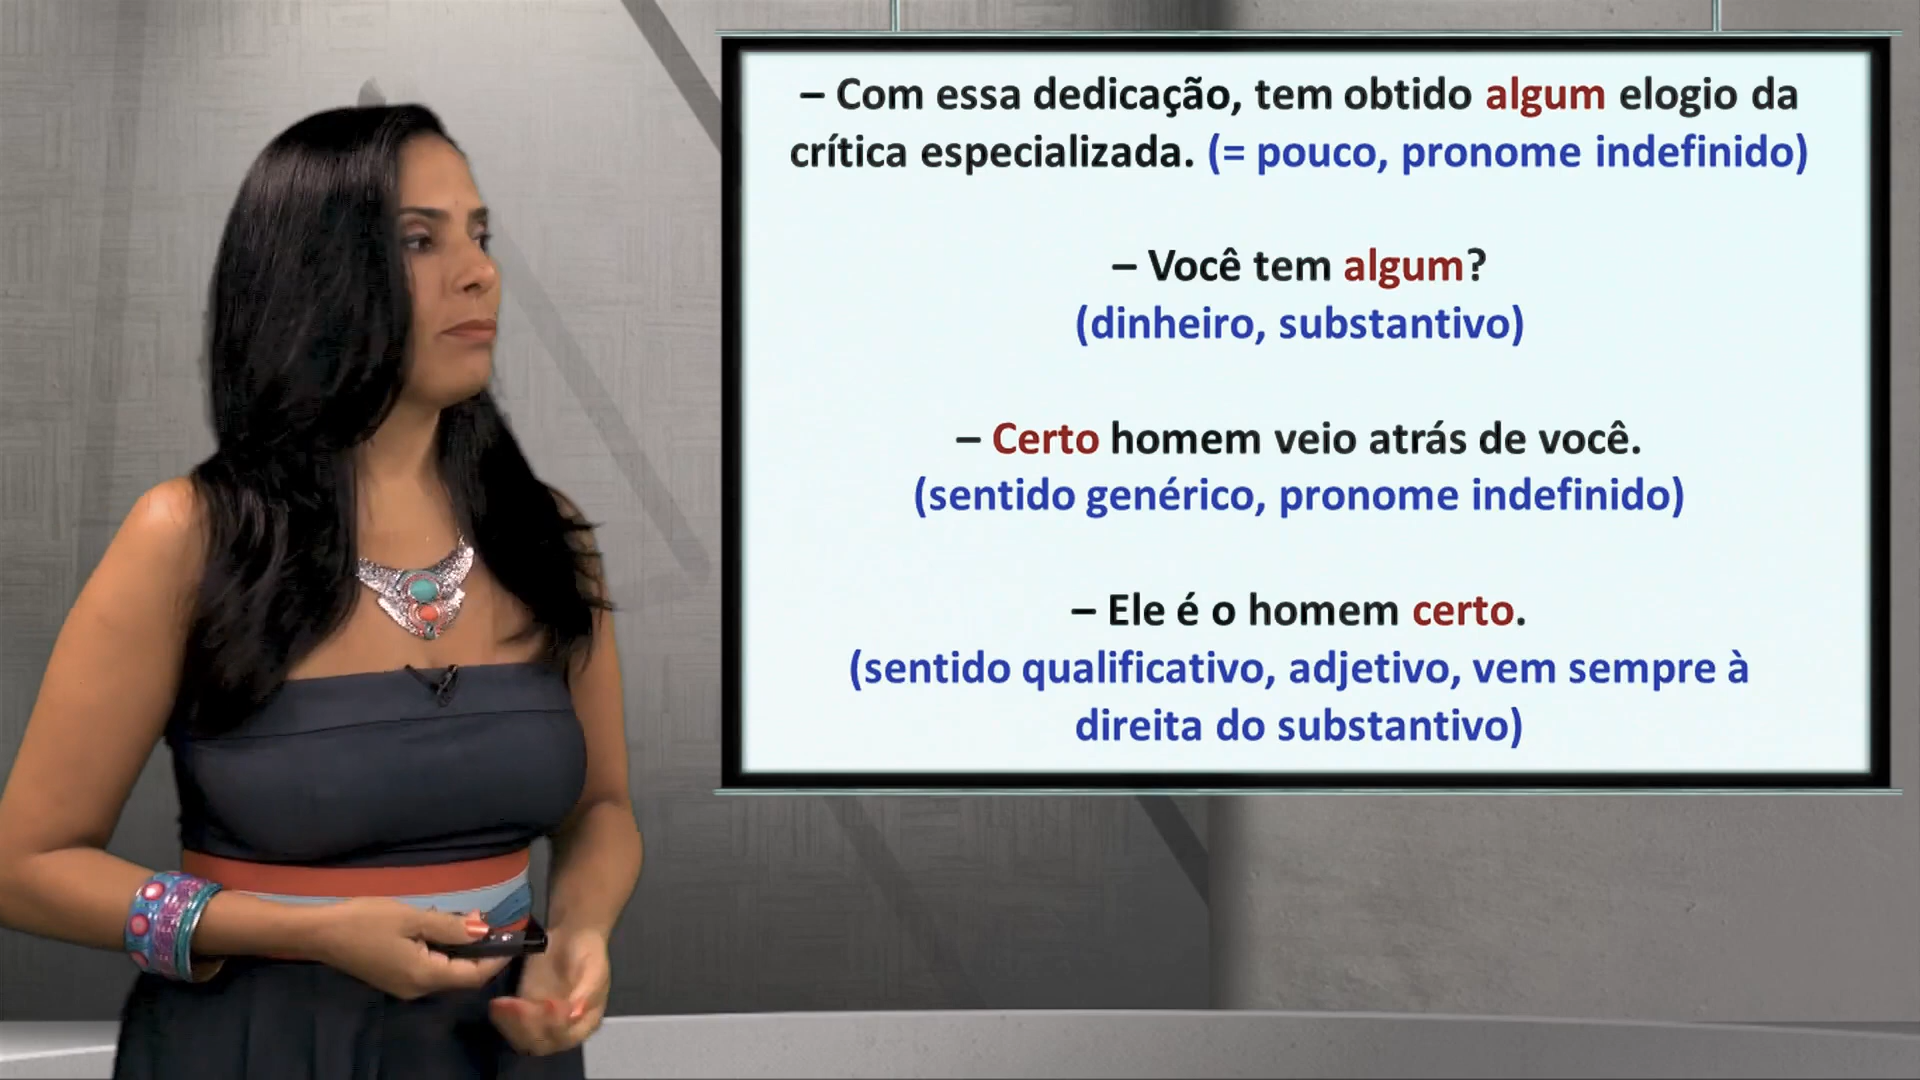 – Com essa dedicação, tem obtido algum elogio da
crítica especializada. (= pouco, pronome indefinido)
– Você tem algum?
(dinheiro, substantivo)
– Certo homem veio atrás de você.
(sentido genérico, pronome indefinido)
– Ele é o homem certo.
(sentido qualificativo, adjetivo, vem sempre à
direita do substantivo)